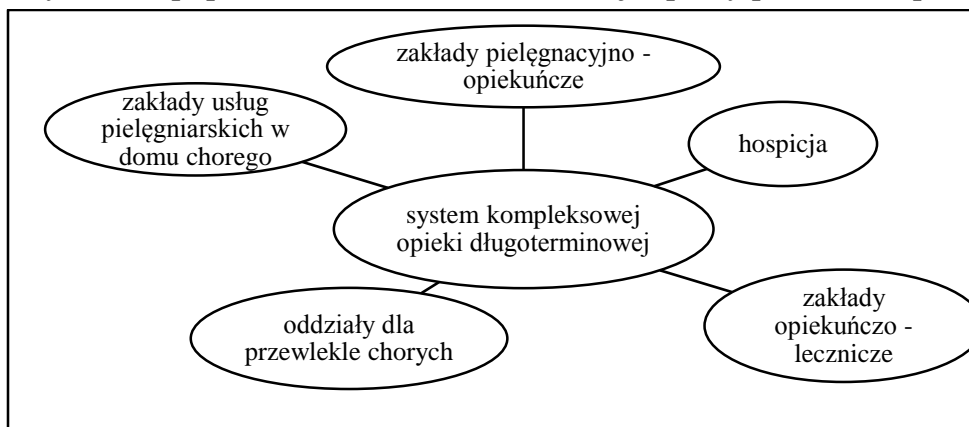 zakłady pielęgnacyjno -
opiekuńcze
zakłady usług
pielęgniarskich w
domu chorego
hospicja
system kompleksowej
opieki długoterminowej
oddziały dla
przewlekle chorych
zakłady
opiekuńczo -
lecznicze